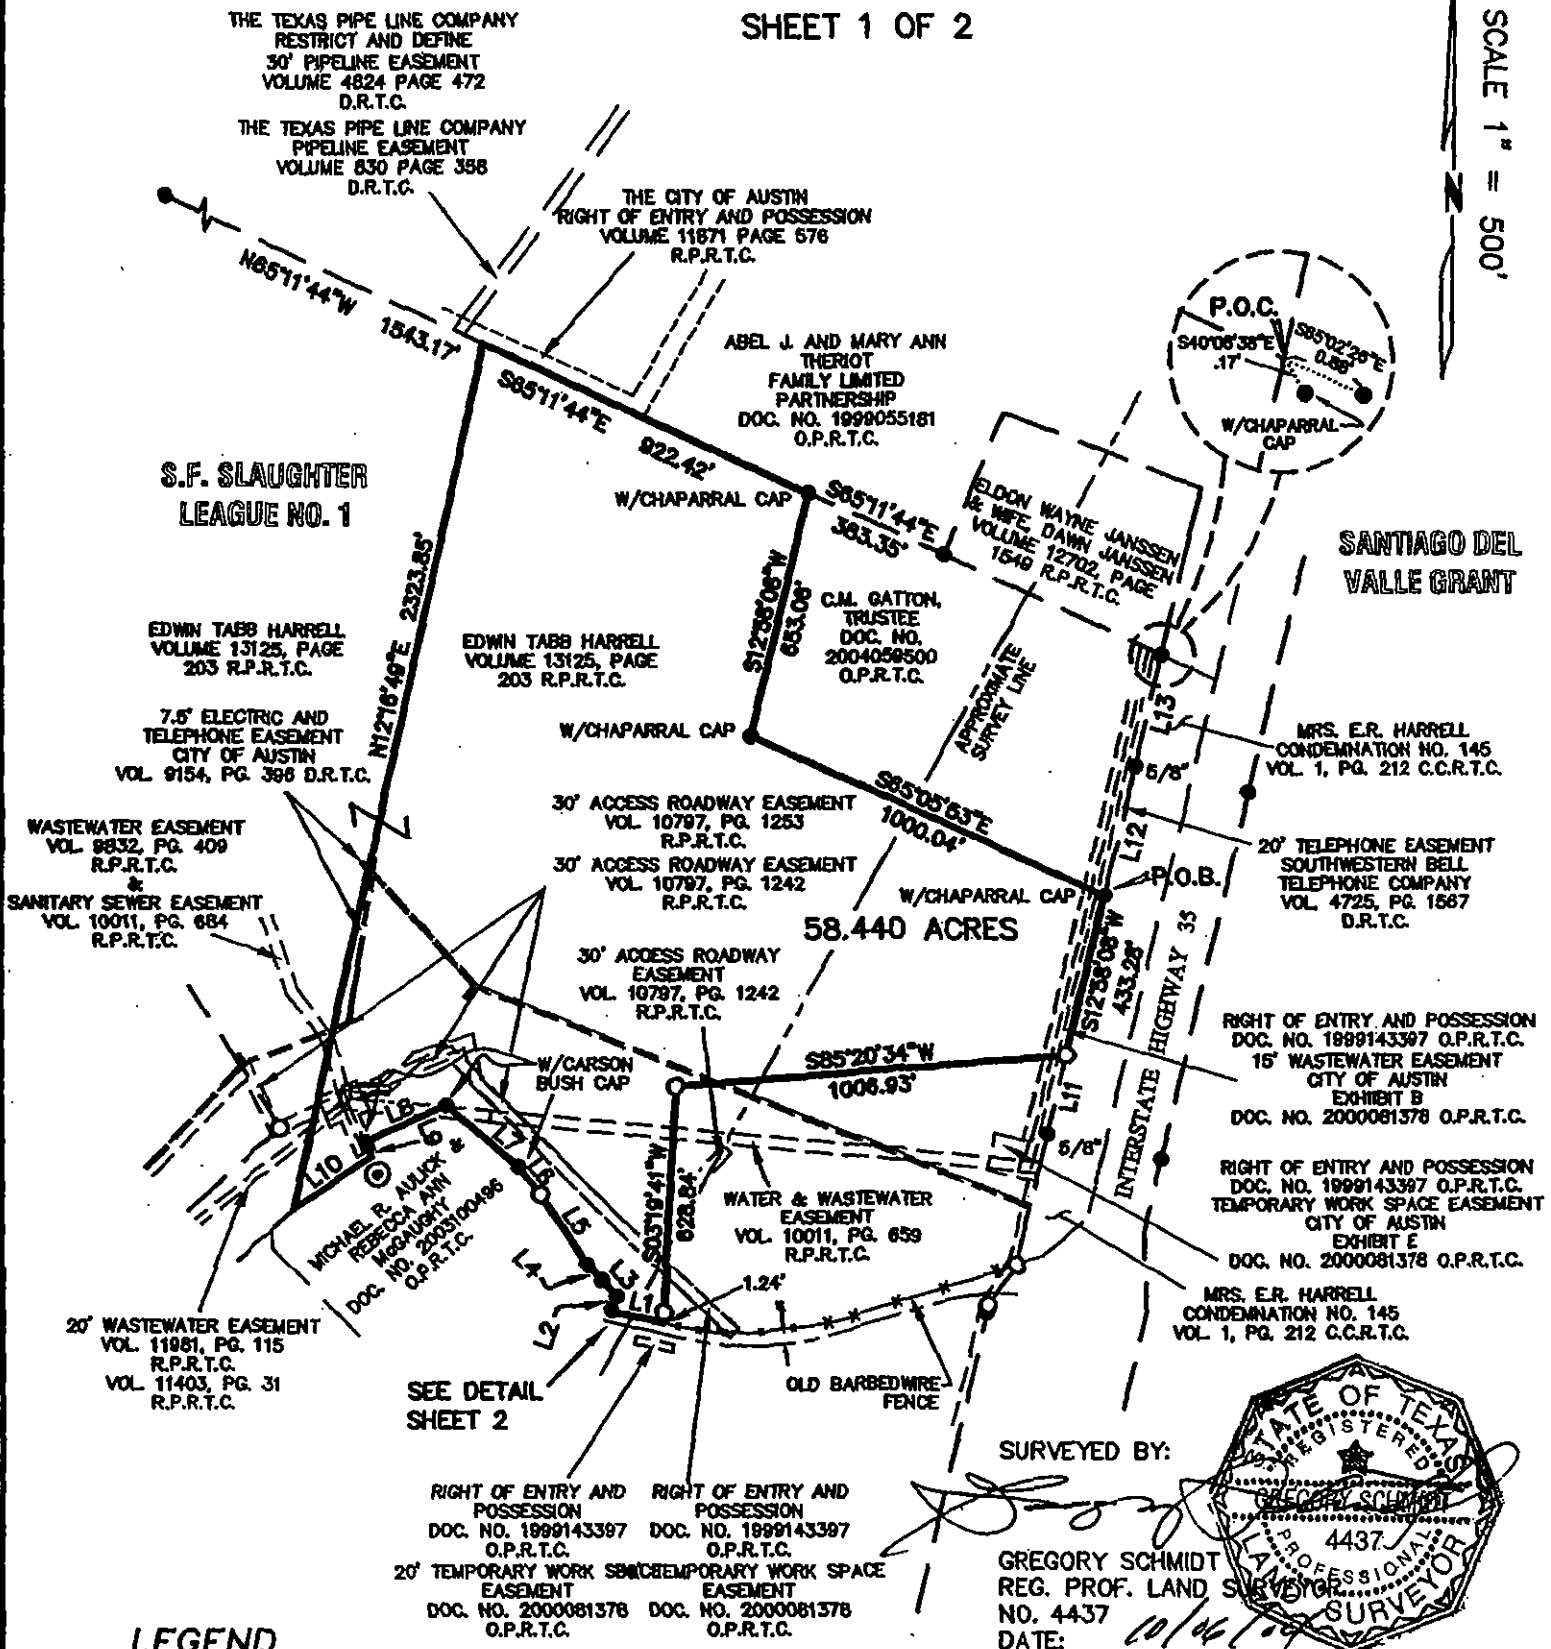 SHEET 1 OF 2
SCALE 1" = 500'
N
THE TEXAS PIPE LINE COMPANY
RESTRICT AND DEFINE
30' PIPELINE EASEMENT
VOLUME 4824 PAGE 472
D.R.T.C.
THE TEXAS PIPE LINE COMPANY
PIPELINE EASEMENT
VOLUME 830 PAGE 358
D.R.T.C.
THE CITY OF AUSTIN
RIGHT OF ENTRY AND POSSESSION
VOLUME 11871 PAGE 576
R.P.R.T.C.
N65°11'44"W 1543.17'
P.O.C.
S40°08'38"E
.17'
S65°02'26"E
W/CHAPARRAL
CAP
ABEL J. AND MARY ANN
THERIOT
FAMILY LIMITED
PARTNERSHIP
DOC. NO. 1999055181
O.P.R.T.C.
S65°11'44"E
922.42'
W/CHAPARRAL CAP
S65°11'44"E
383.35'
S.F. SLAUGHTER
LEAGUE NO. 1
ELDON WAYNE JANSSEN
& WIFE, DAWN JANSSEN
VOLUME 12702, PAGE
1549 R.P.R.T.C.
SANTIAGO DEL
VALLE GRANT
N12°16'49"E 2323.85'
S12°58'08"W
653.06'
C.M. GATTON,
TRUSTEE
DOC. NO.
2004059500
O.P.R.T.C.
EDWIN TABB HARRELL
VOLUME 13125, PAGE
203 R.P.R.T.C.
EDWIN TABB HARRELL
VOLUME 13125, PAGE
203 R.P.R.T.C.
APPROXIMATE
SURVEY LINE
7.5' ELECTRIC AND
TELEPHONE EASEMENT
CITY OF AUSTIN
VOL. 9154, PG. 396 D.R.T.C.
W/CHAPARRAL CAP
L13
MRS. E.R. HARRELL
CONDEMNATION NO. 145
VOL. 1, PG. 212 C.C.R.T.C.
5/8"
S65°05'53"E
1000.04'
30' ACCESS ROADWAY EASEMENT
VOL. 10797, PG. 1253
R.P.R.T.C.
30' ACCESS ROADWAY EASEMENT
VOL. 10797, PG. 1242
R.P.R.T.C.
WASTEWATER EASEMENT
VOL. 9832, PG. 409
R.P.R.T.C.
&
SANITARY SEWER EASEMENT
VOL. 10011, PG. 684
R.P.R.T.C.
L12
20' TELEPHONE EASEMENT
SOUTHWESTERN BELL
TELEPHONE COMPANY
VOL. 4725, PG. 1567
D.R.T.C.
P.O.B.
W/CHAPARRAL CAP
58.440 ACRES
S12°58'08"W
433.28'
INTERSTATE HIGHWAY 35
30' ACCESS ROADWAY
EASEMENT
VOL. 10797, PG. 1242
R.P.R.T.C.
RIGHT OF ENTRY AND POSSESSION
DOC. NO. 1999143397 O.P.R.T.C.
15' WASTEWATER EASEMENT
CITY OF AUSTIN
EXHIBIT B
DOC. NO. 2000081378 O.P.R.T.C.
W/CARSON
BUSH CAP
S85°20'34"W
1006.93'
L11
5/8"
L8
L7
L6
L10
MICHAEL R. AULICK &
REBECCA ANN
McGAUGHY
DOC. NO. 2003100496
O.P.R.T.C.
L5
L4
L3
L2
L1
S03°19'41"W
628.84'
WATER & WASTEWATER
EASEMENT
VOL. 10011, PG. 659
R.P.R.T.C.
RIGHT OF ENTRY AND POSSESSION
DOC. NO. 1999143397 O.P.R.T.C.
TEMPORARY WORK SPACE EASEMENT
CITY OF AUSTIN
EXHIBIT E
DOC. NO. 2000081378 O.P.R.T.C.
1.24'
MRS. E.R. HARRELL
CONDEMNATION NO. 145
VOL. 1, PG. 212 C.C.R.T.C.
20' WASTEWATER EASEMENT
VOL. 11981, PG. 115
R.P.R.T.C.
VOL. 11403, PG. 31
R.P.R.T.C.
SEE DETAIL
SHEET 2
OLD BARBEDWIRE
FENCE
RIGHT OF ENTRY AND
POSSESSION
DOC. NO. 1999143397
O.P.R.T.C.
20' TEMPORARY WORK
EASEMENT
DOC. NO. 2000081378
O.P.R.T.C.
RIGHT OF ENTRY AND
POSSESSION
DOC. NO. 1999143397
O.P.R.T.C.
TEMPORARY WORK SPACE
EASEMENT
DOC. NO. 2000081378
O.P.R.T.C.
SURVEYED BY:
GREGORY SCHMIDT
REG. PROF. LAND SURVEYOR
NO. 4437
DATE:
STATE OF TEXAS
REGISTERED
GREGORY SCHMIDT
4437
PROFESSIONAL
LAND SURVEYOR
LEGEND